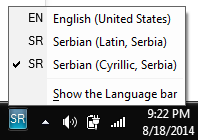 EN English (United States)
SR Serbian (Latin, Serbia)
SR Serbian (Cyrillic, Serbia)
Show the Language bar
SR 9:22 PM
8/18/2014